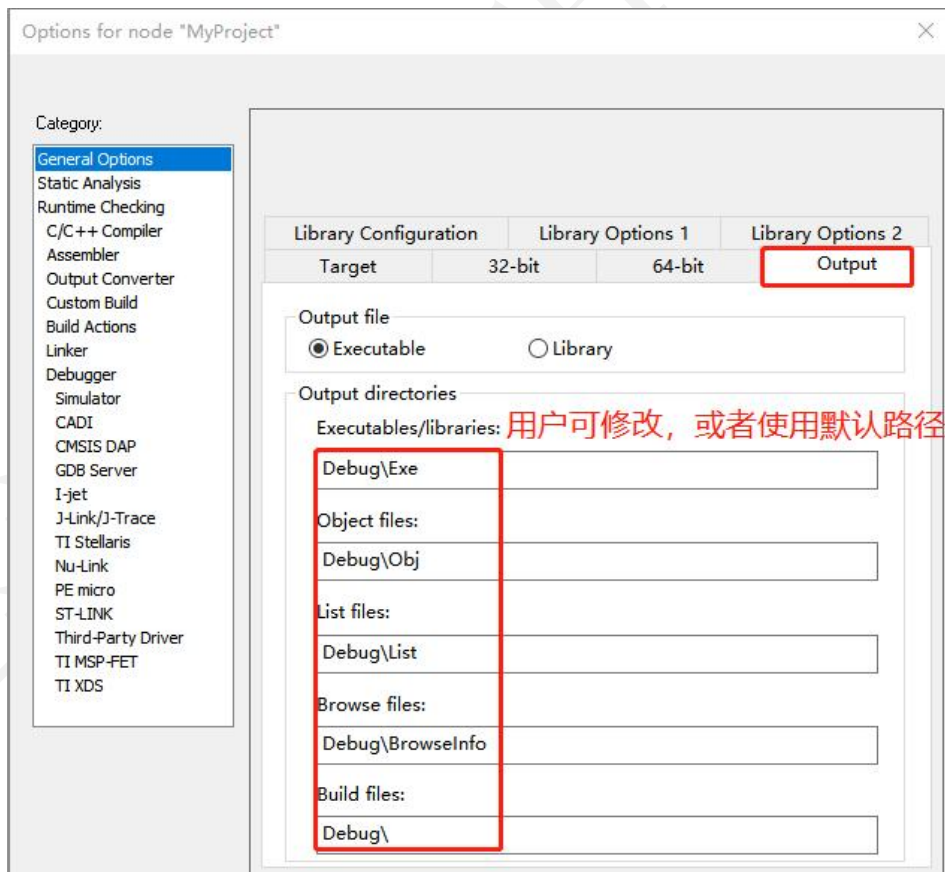 Options for node "MyProject"
Category:
General Options
Static Analysis
Runtime Checking
C/C++ Compiler
Assembler
Output Converter
Custom Build
Build Actions
Linker
Debugger
Simulator
CADI
CMSIS DAP
GDB Server
I-jet
J-Link/J-Trace
TI Stellaris
Nu-Link
PE micro
ST-LINK
Third-Party Driver
TI MSP-FET
TI XDS
Library Configuration Library Options 1 Library Options 2
Target 32-bit 64-bit Output
Output file
Executable Library
Output directories
Executables/libraries: 用户可修改，或者使用默认路径
Debug\Exe
Object files:
Debug\Obj
List files:
Debug\List
Browse files:
Debug\BrowseInfo
Build files:
Debug\